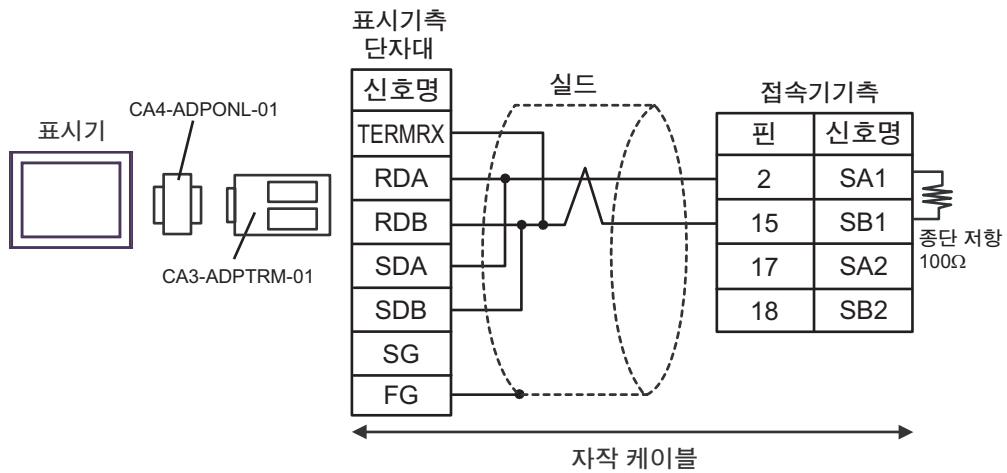 표시기측
단자대
신호명
TERMRX
RDA
RDB
SDA
SDB
SG
FG
표시기
CA4-ADPONL-01
CA3-ADPTRM-01
실드
접속기기측
핀 신호명
2 SA1
15 SB1
17 SA2
18 SB2
종단 저항
100Ω
자작 케이블